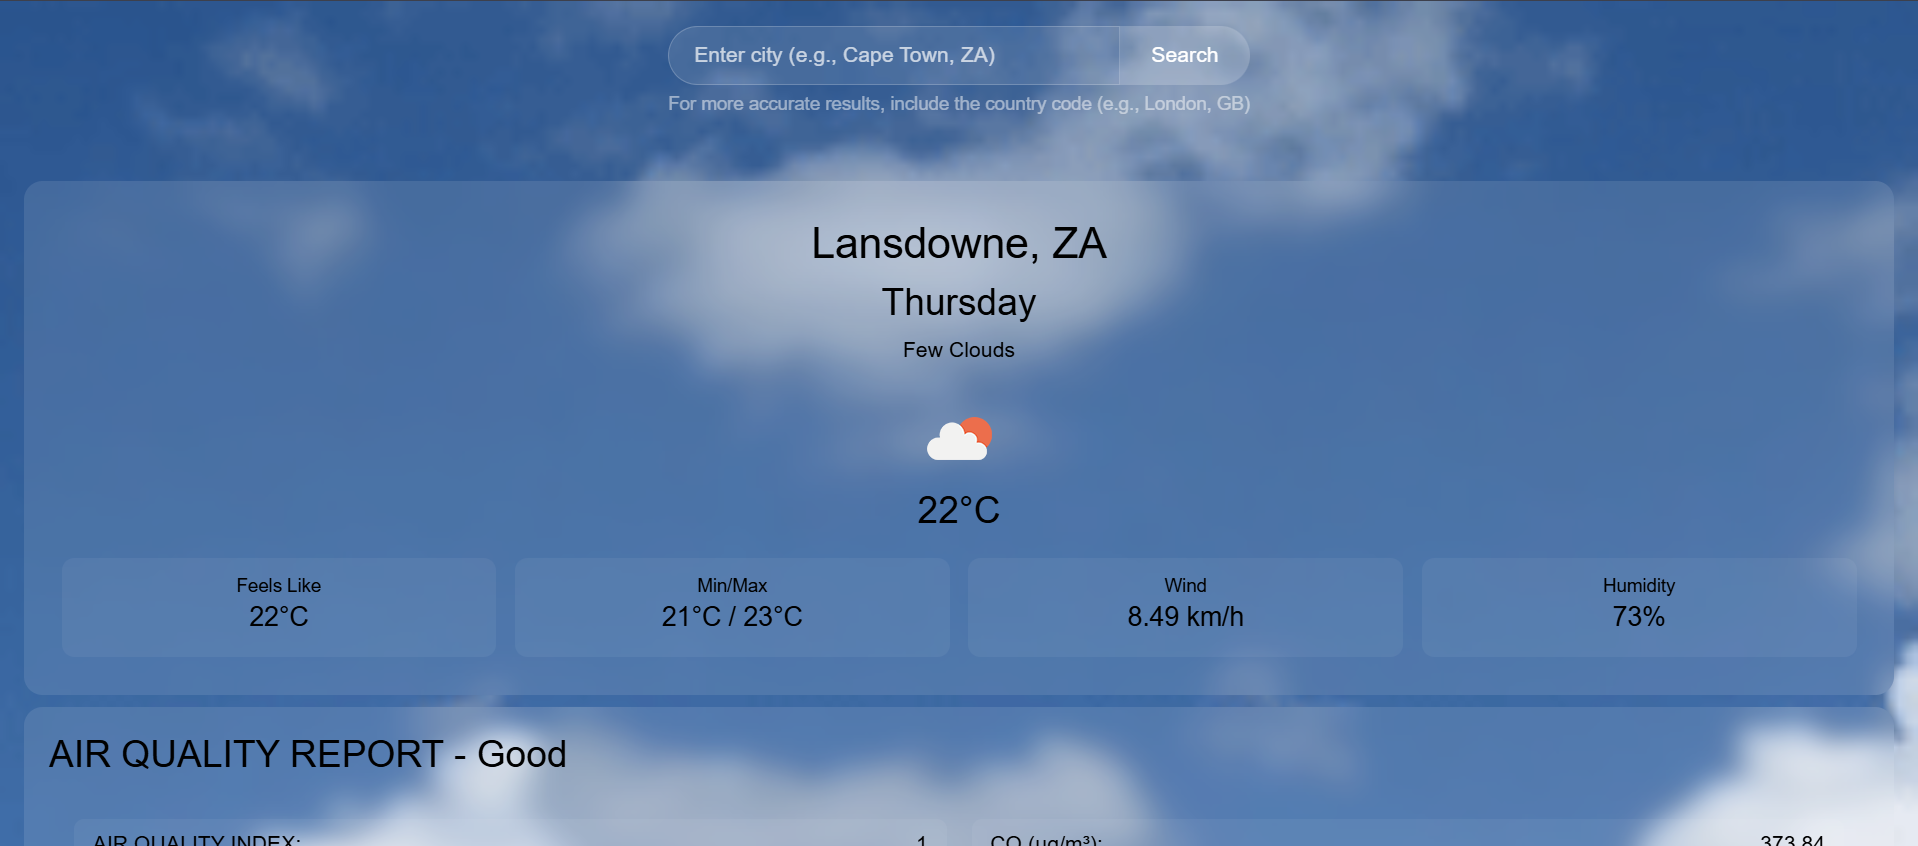 Enter city (e.g., Cape Town, ZA)
Search
For more accurate results, include the country code (e.g., London, GB)
Lansdowne, ZA
Thursday
Few Clouds
22°C
Feels Like
22°C
Min/Max
21°C / 23°C
Wind
8.49 km/h
Humidity
73%
AIR QUALITY REPORT - Good
AIR QUALITY INDEX:
1
CO (µg/m³):
373.84